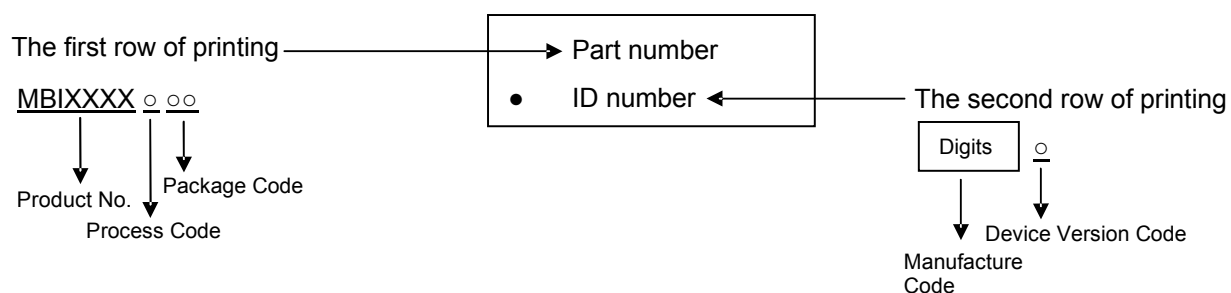 The first row of printing
Part number
MBIXXXX ○ ○○
● ID number
The second row of printing
Digits ○
Product No.
Package Code
Process Code
Device Version Code
Manufacture
Code